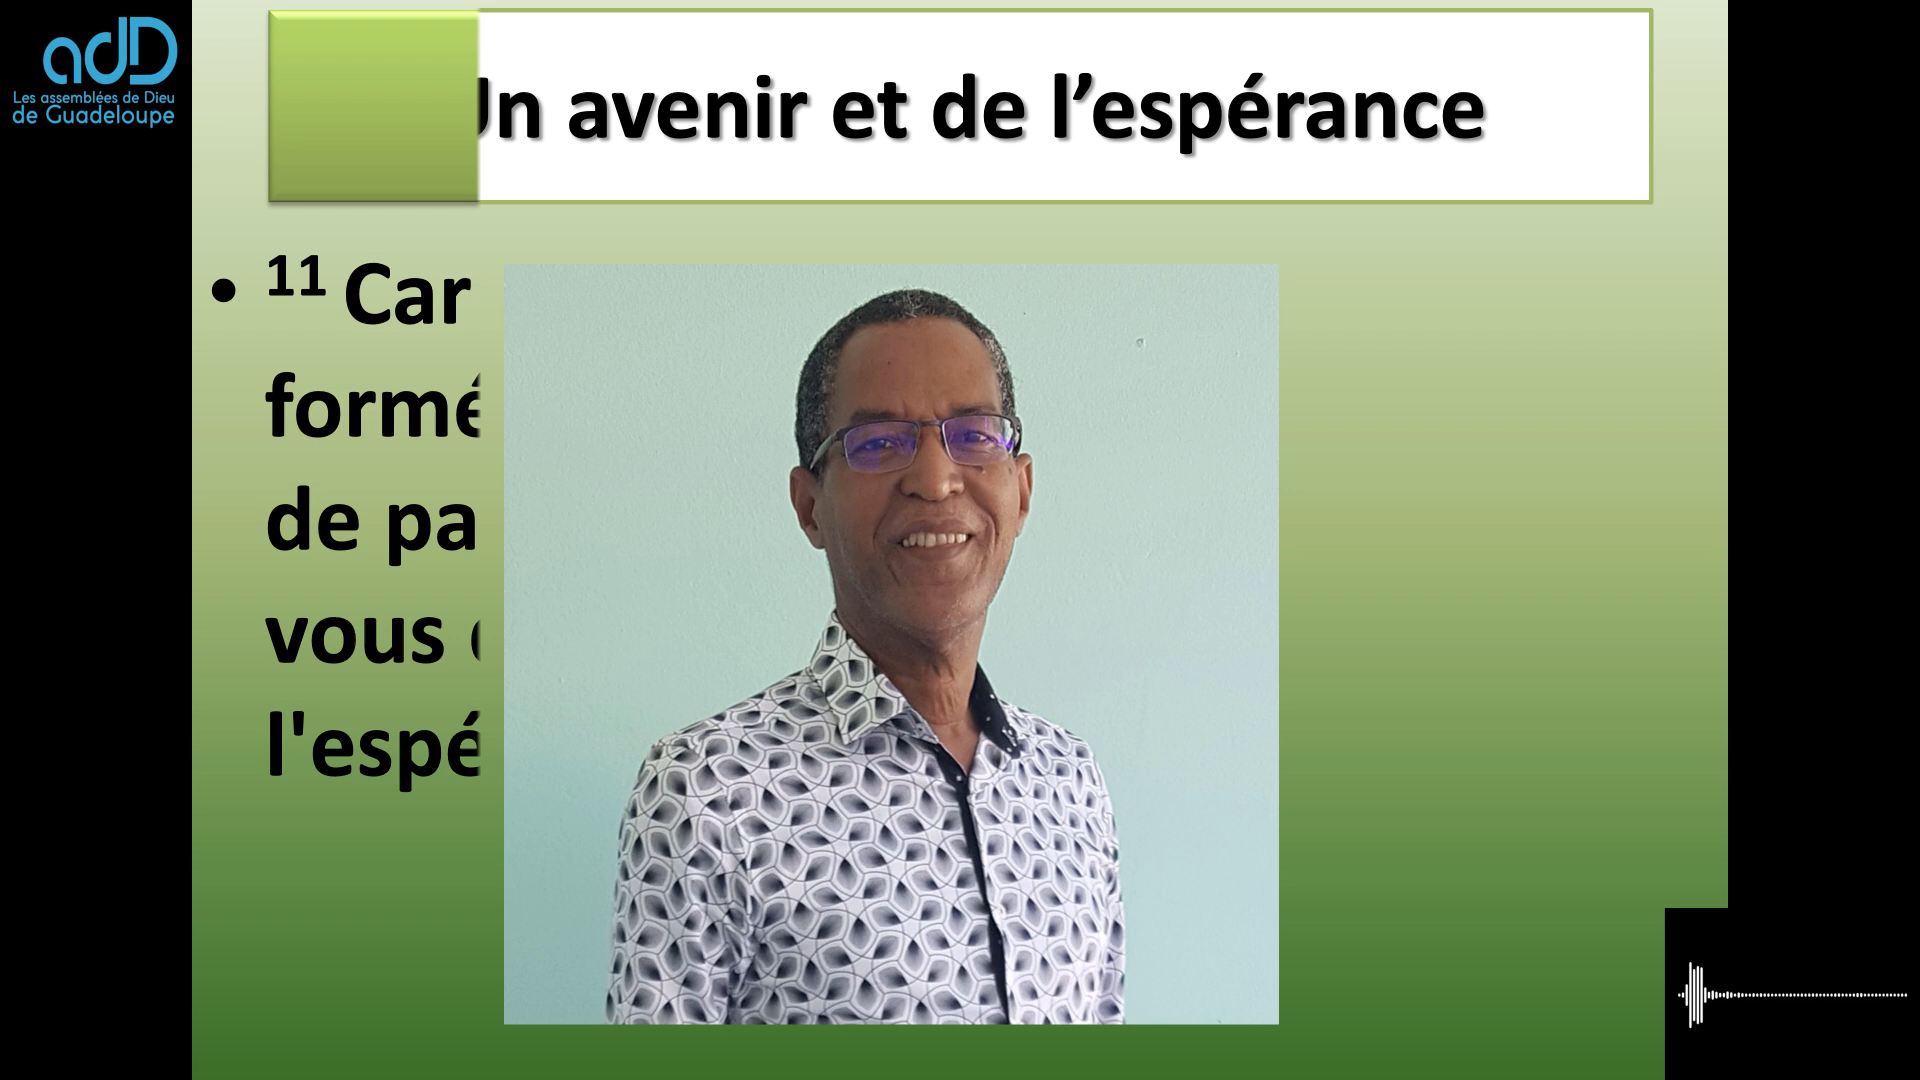 adD
Les assemblées de Dieu
de Guadeloupe
Un avenir et de l’espérance
• 11 Car
formé
de pa
vous
l'espé